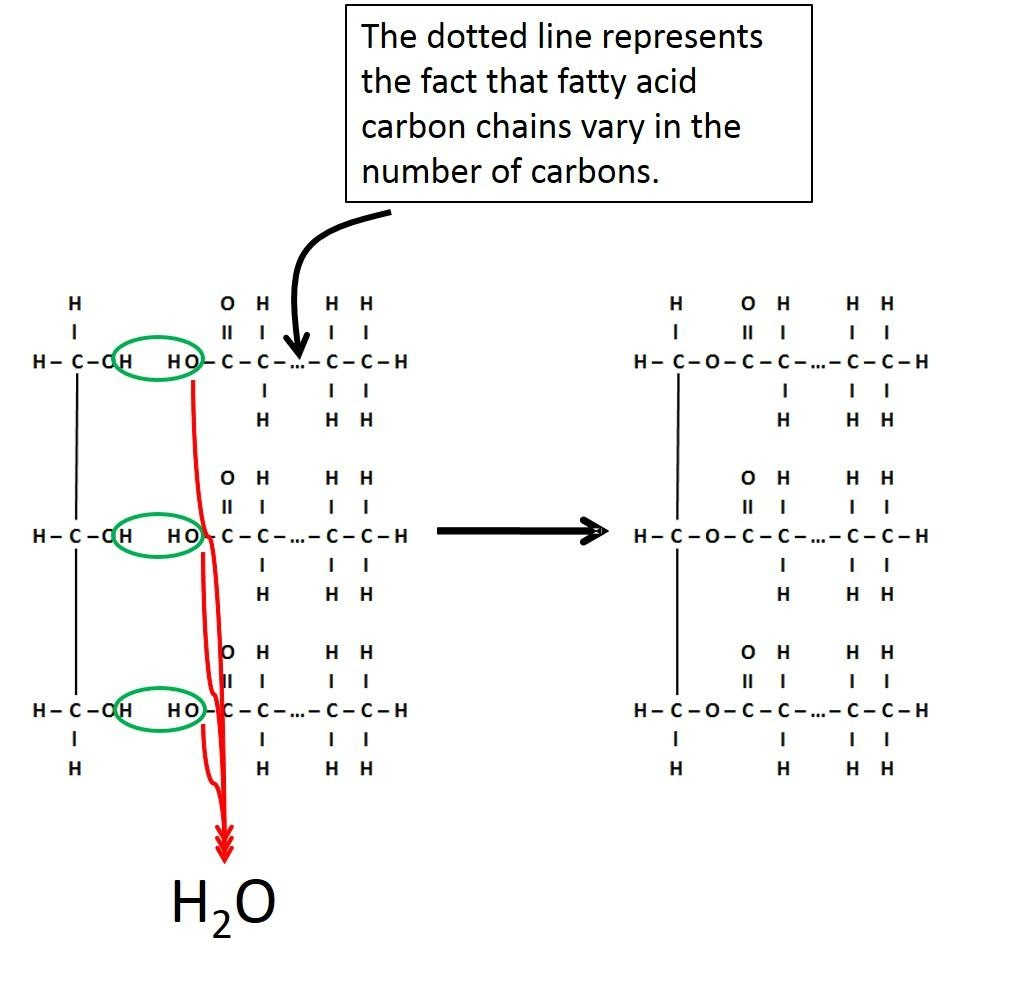 The dotted line represents
the fact that fatty acid
carbon chains vary in the
number of carbons.
H O H H H H O H H H
I II I I I I II I I I
H – C – OH HO – C – C – ... – C – C – H H – C – O – C – C – ... – C – C – H
I I I I I I
H H H H H H
O H H H O H H H
II I I I II I I I
H – C – OH HO – C – C – ... – C – C – H H – C – O – C – C – ... – C – C – H
I I I I I I
H H H H H H
O H H H O H H H
II I I I II I I I
H – C – OH HO – C – C – ... – C – C – H H – C – O – C – C – ... – C – C – H
I I I I I I I I
H H H H H H H H
H₂O